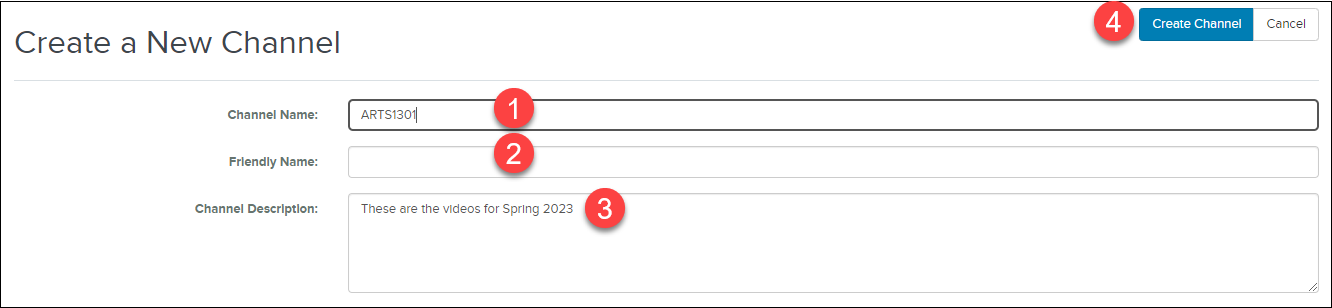 4
Create Channel Cancel
Create a New Channel
Channel Name: ARTS1301 1
Friendly Name: 2
Channel Description: These are the videos for Spring 2023 3